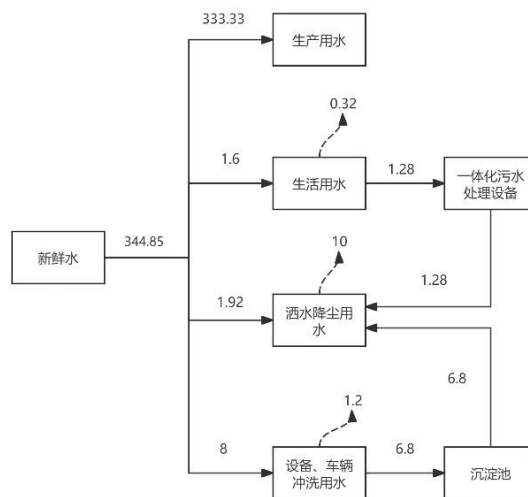 333.33
生产用水
0.32
1.6
生活用水
1.28
一体化污水
处理设备
新鲜水
344.85
10
1.28
1.92
洒水降尘用
水
6.8
1.2
8
设备、车辆
冲洗用水
6.8
沉淀池